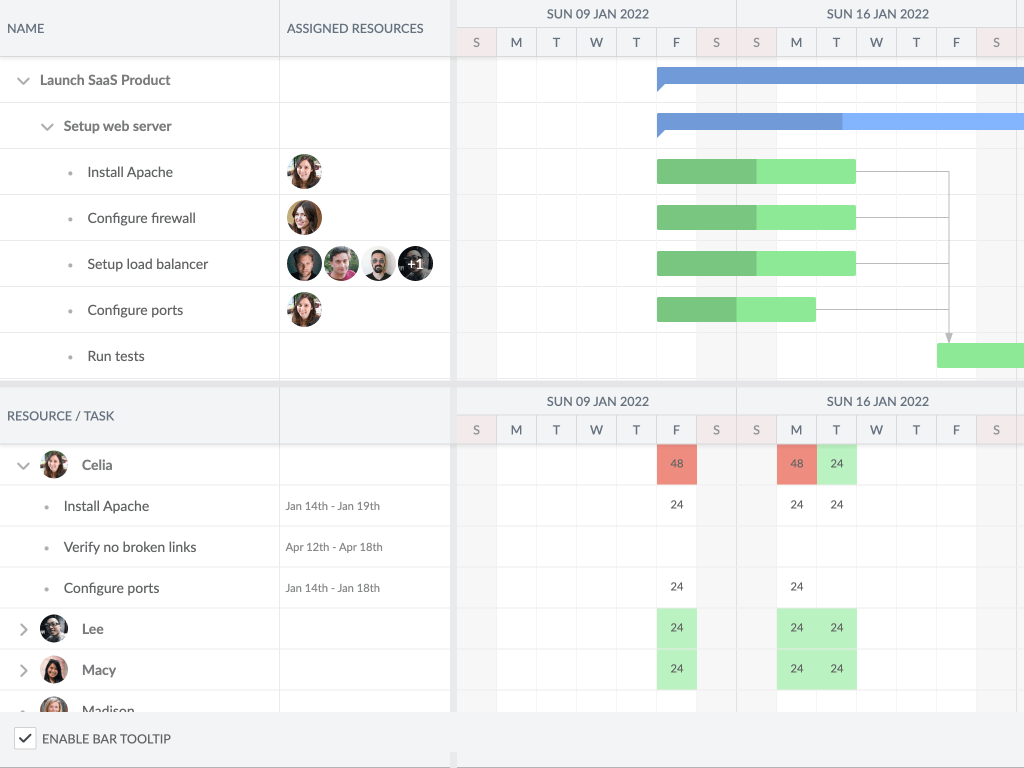 NAME ASSIGNED RESOURCES SUN 09 JAN 2022 SUN 16 JAN 2022
S M T W T F S S M T W T F S
Launch SaaS Product
Setup web server
Install Apache
Configure firewall
Setup load balancer +1
Configure ports
Run tests
RESOURCE / TASK SUN 09 JAN 2022 SUN 16 JAN 2022
S M T W T F S S M T W T F S
Celia 48 48 24
Install Apache Jan 14th - Jan 19th 24 24 24
Verify no broken links Apr 12th - Apr 18th
Configure ports Jan 14th - Jan 18th 24 24
Lee 24 24 24
Macy 24 24 24
Madison
ENABLE BAR TOOLTIP